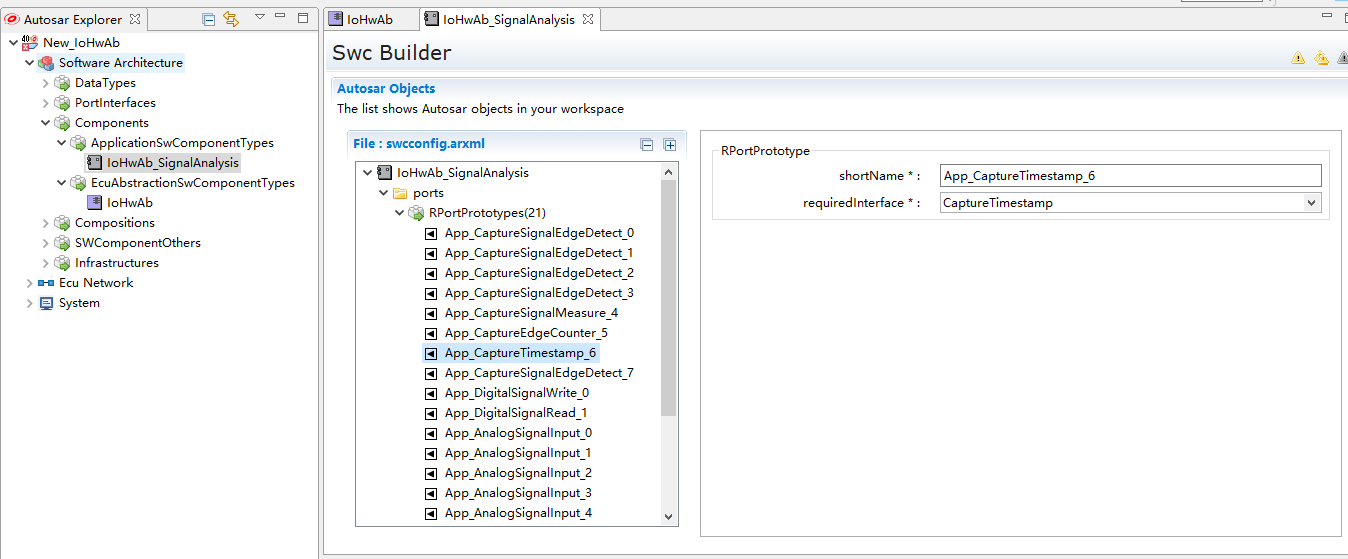 Autosar Explorer
New_IoHwAb
Software Architecture
DataTypes
PortInterfaces
Components
ApplicationSwComponentTypes
IoHwAb_SignalAnalysis
EcuAbstractionSwComponentTypes
IoHwAb
Compositions
SWComponentOthers
Infrastructures
Ecu Network
System
IoHwAb
IoHwAb_SignalAnalysis
Swc Builder
Autosar Objects
The list shows Autosar objects in your workspace
File : swcconfig.arxml
IoHwAb_SignalAnalysis
ports
RPortPrototypes(21)
App_CaptureSignalEdgeDetect_0
App_CaptureSignalEdgeDetect_1
App_CaptureSignalEdgeDetect_2
App_CaptureSignalEdgeDetect_3
App_CaptureSignalMeasure_4
App_CaptureEdgeCounter_5
App_CaptureTimestamp_6
App_CaptureSignalEdgeDetect_7
App_DigitalSignalWrite_0
App_DigitalSignalRead_1
App_AnalogSignalInput_0
App_AnalogSignalInput_1
App_AnalogSignalInput_2
App_AnalogSignalInput_3
App_AnalogSignalInput_4
RPortPrototype
shortName * : App_CaptureTimestamp_6
requiredInterface * : CaptureTimestamp